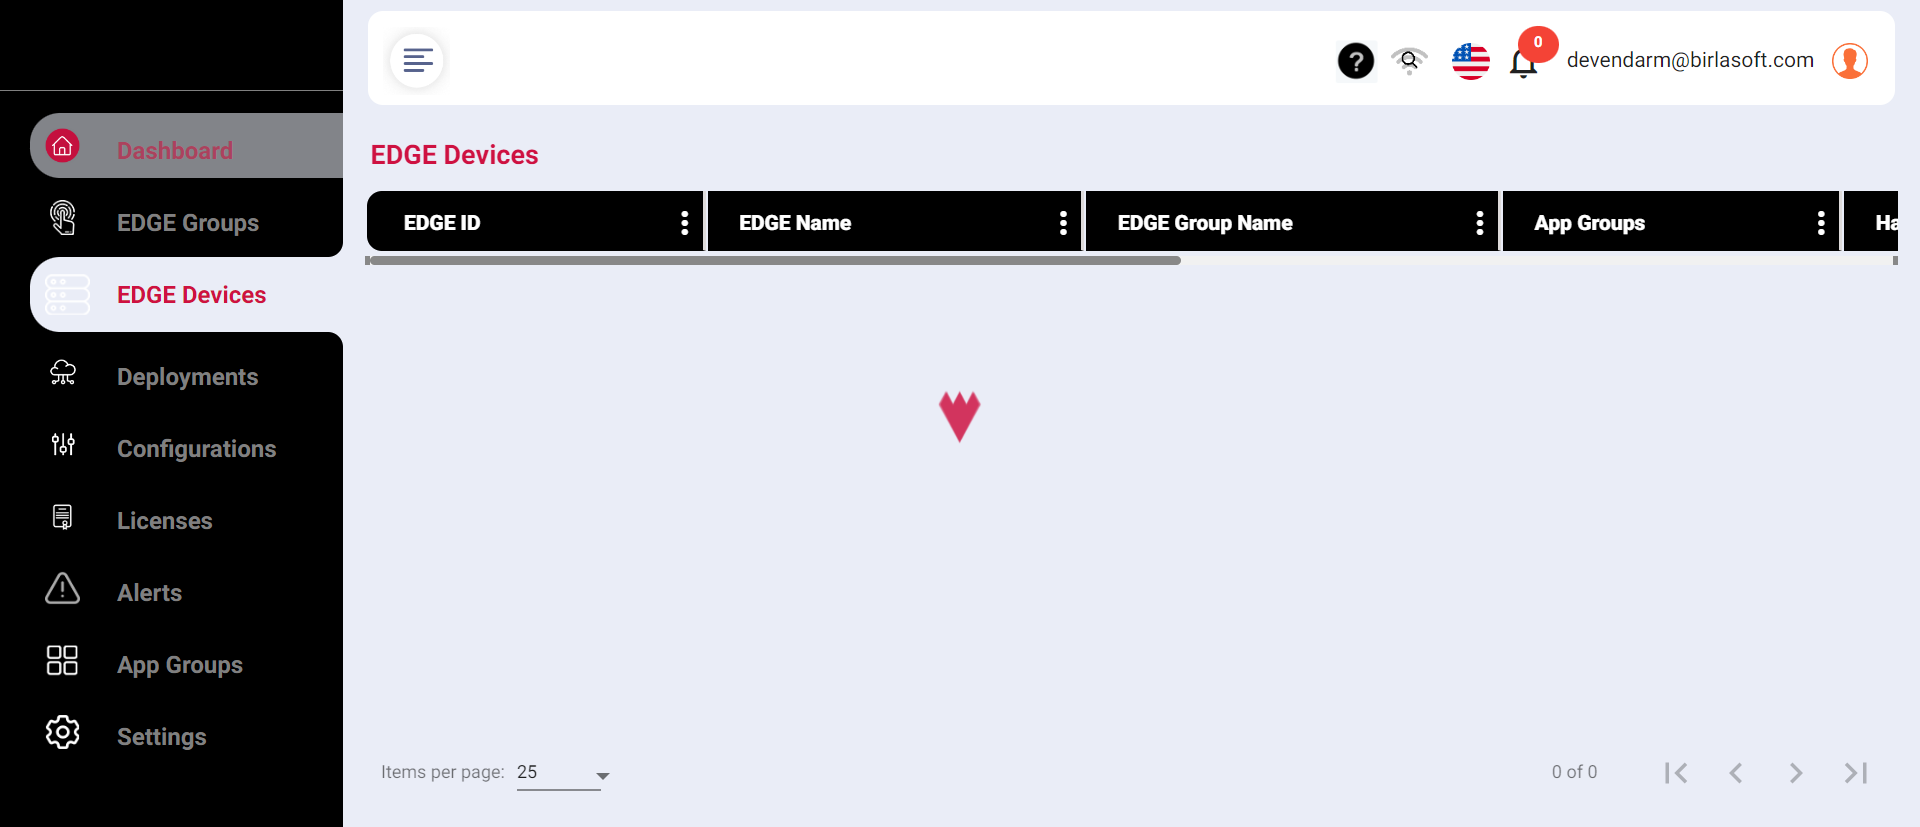 0
devendarm@birlasoft.com
Dashboard
EDGE Groups
EDGE Devices
Deployments
Configurations
Licenses
Alerts
App Groups
Settings
EDGE Devices
EDGE ID
EDGE Name
EDGE Group Name
App Groups
Ha
Items per page: 25
0 of 0